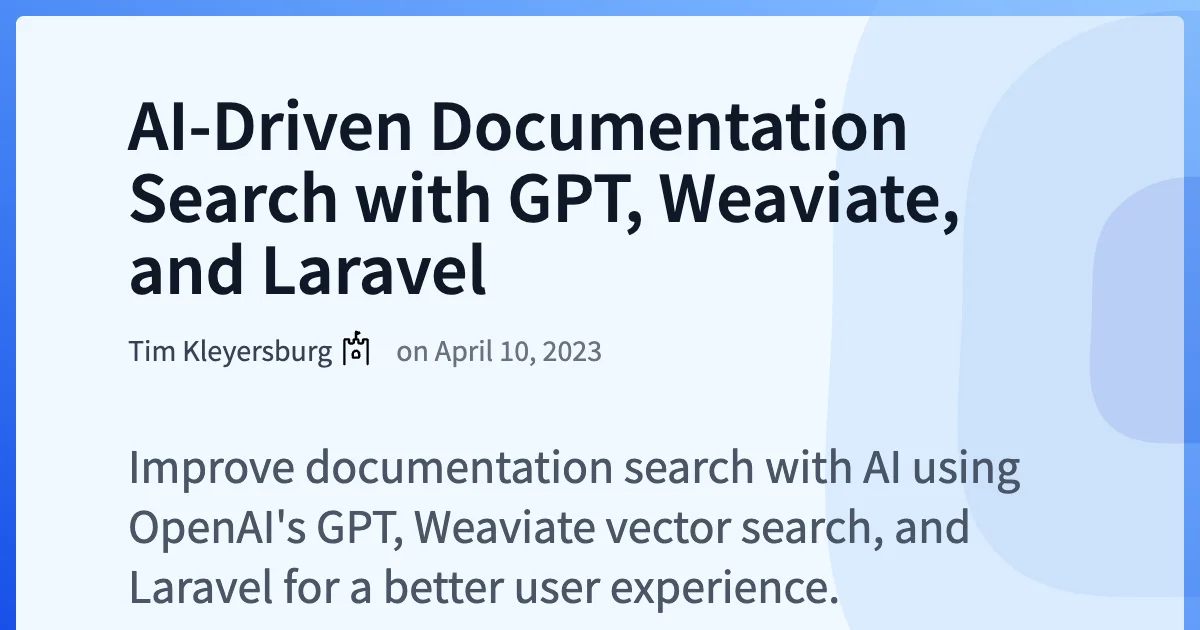 AI-Driven Documentation
Search with GPT, Weaviate,
and Laravel
Tim Kleyersburg on April 10, 2023
Improve documentation search with AI using
OpenAI's GPT, Weaviate vector search, and
Laravel for a better user experience.